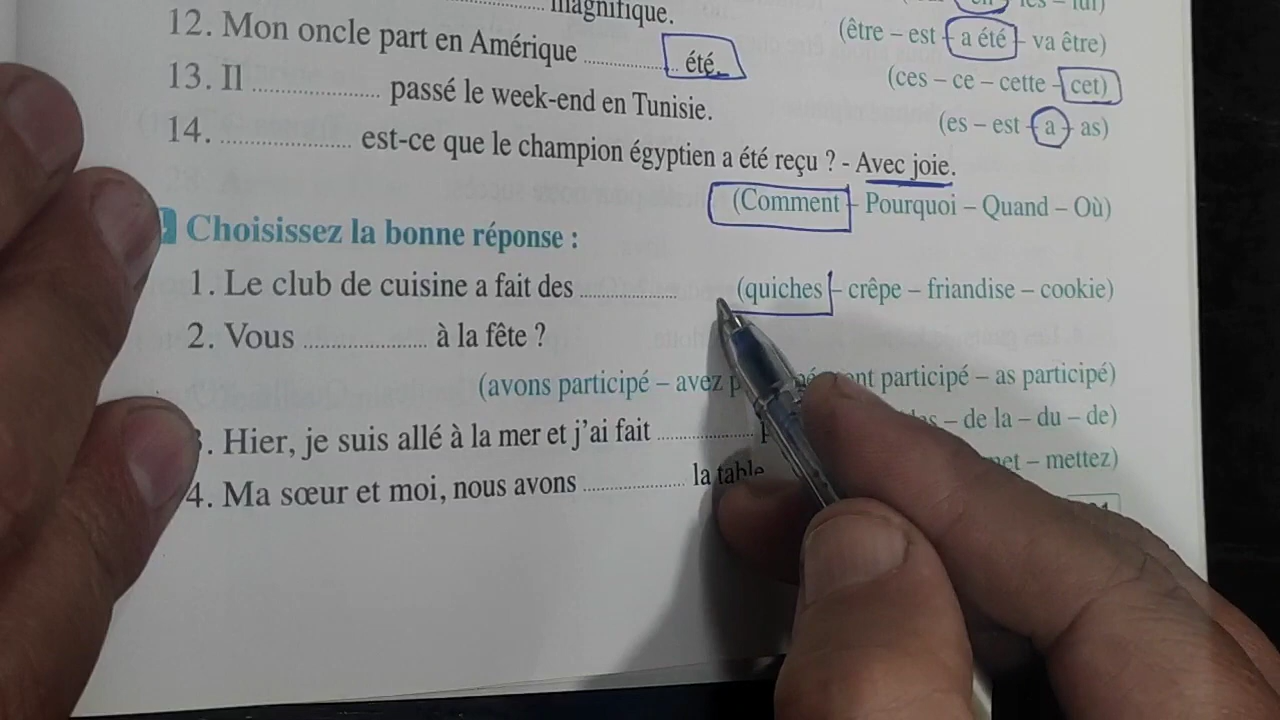 magnifique.
12. Mon oncle part en Amérique .................. été. (être – est – a été – va être)
13. Il .................. passé le week-end en Tunisie. (ces – ce – cette – cet)
14. .................. est-ce que le champion égyptien a été reçu ? - Avec joie. (es – est – a – as)
(Comment – Pourquoi – Quand – Où)
Choisissez la bonne réponse :
1. Le club de cuisine a fait des .................. (quiches – crêpe – friandise – cookie)
2. Vous .................. à la fête ?
(avons participé – avez participé – as participé)
. Hier, je suis allé à la mer et j'ai fait .................. – de la – du – de)
4. Ma sœur et moi, nous avons .................. la table – mettez)